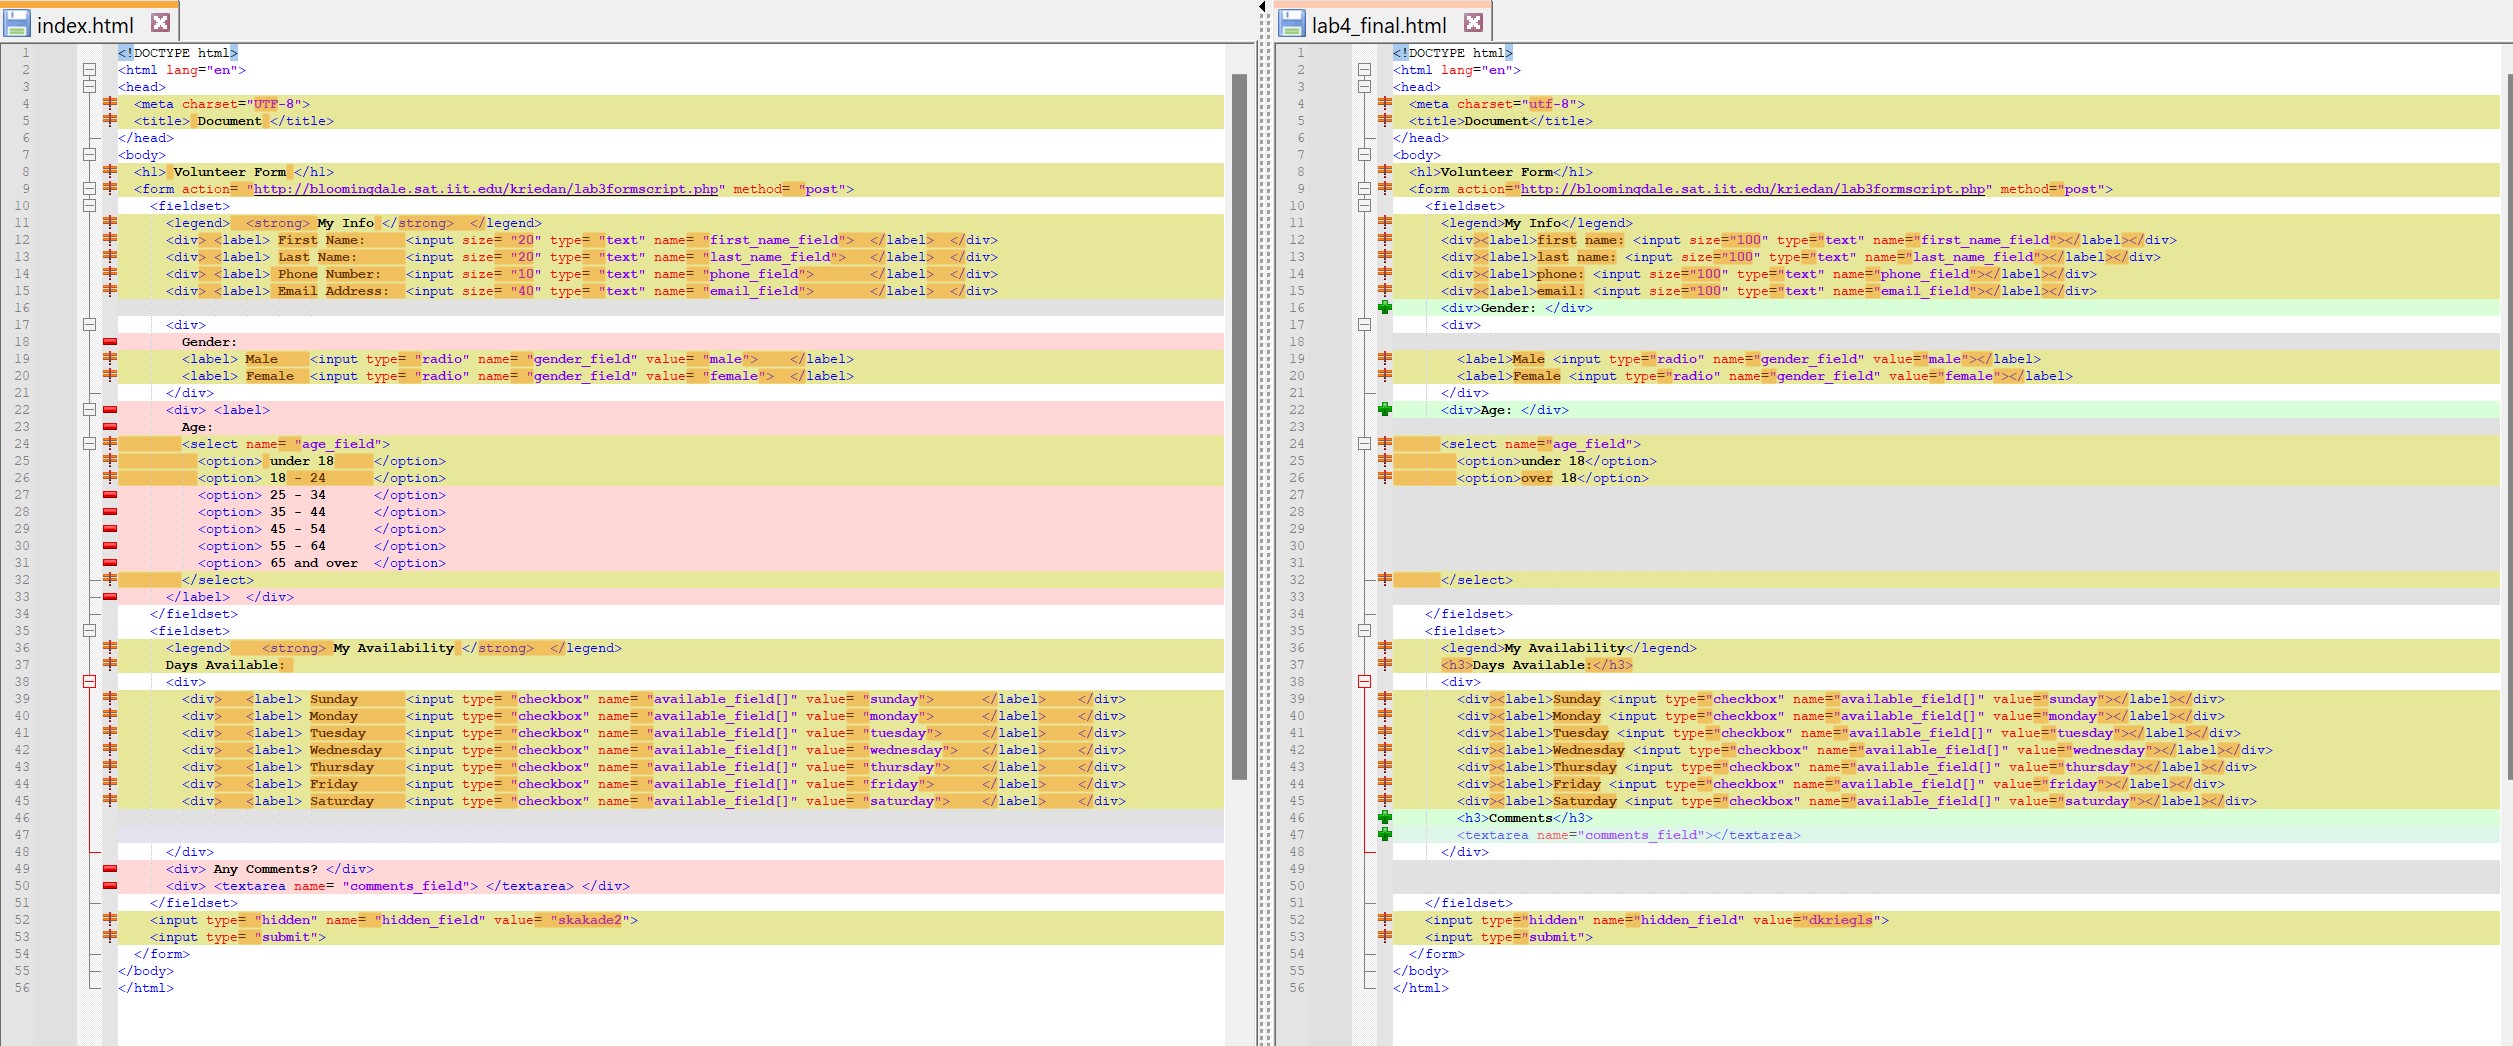 index.html
1 <!DOCTYPE html>
2 <html lang="en">
3 <head>
4 <meta charset="UTF-8">
5 <title> Document </title>
6 </head>
7 <body>
8 <h1> Volunteer Form </h1>
9 <form action= "http://bloomingdale.sat.iit.edu/kriedan/lab3formscript.php" method= "post">
10 <fieldset>
11 <legend> <strong> My Info </strong> </legend>
12 <div> <label> First Name: <input size= "20" type= "text" name= "first_name_field"> </label> </div>
13 <div> <label> Last Name: <input size= "20" type= "text" name= "last_name_field"> </label> </div>
14 <div> <label> Phone Number: <input size= "10" type= "text" name= "phone_field"> </label> </div>
15 <div> <label> Email Address: <input size= "40" type= "text" name= "email_field"> </label> </div>
16
17 <div>
18 Gender:
19 <label> Male <input type= "radio" name= "gender_field" value= "male"> </label>
20 <label> Female <input type= "radio" name= "gender_field" value= "female"> </label>
21 </div>
22 <div> <label>
23 Age:
24 <select name= "age_field">
25 <option> under 18 </option>
26 <option> 18 - 24 </option>
27 <option> 25 - 34 </option>
28 <option> 35 - 44 </option>
29 <option> 45 - 54 </option>
30 <option> 55 - 64 </option>
31 <option> 65 and over </option>
32 </select>
33 </label> </div>
34 </fieldset>
35 <fieldset>
36 <legend> <strong> My Availability </strong> </legend>
37 Days Available:
38 <div>
39 <div> <label> Sunday <input type= "checkbox" name= "available_field[]" value= "sunday"> </label> </div>
40 <div> <label> Monday <input type= "checkbox" name= "available_field[]" value= "monday"> </label> </div>
41 <div> <label> Tuesday <input type= "checkbox" name= "available_field[]" value= "tuesday"> </label> </div>
42 <div> <label> Wednesday <input type= "checkbox" name= "available_field[]" value= "wednesday"> </label> </div>
43 <div> <label> Thursday <input type= "checkbox" name= "available_field[]" value= "thursday"> </label> </div>
44 <div> <label> Friday <input type= "checkbox" name= "available_field[]" value= "friday"> </label> </div>
45 <div> <label> Saturday <input type= "checkbox" name= "available_field[]" value= "saturday"> </label> </div>
46
47
48 </div>
49 <div> Any Comments? </div>
50 <div> <textarea name= "comments_field"> </textarea> </div>
51 </fieldset>
52 <input type= "hidden" name= "hidden_field" value= "skakade2">
53 <input type= "submit">
54 </form>
55 </body>
56 </html>
lab4_final.html
1 <!DOCTYPE html>
2 <html lang="en">
3 <head>
4 <meta charset="utf-8">
5 <title>Document</title>
6 </head>
7 <body>
8 <h1>Volunteer Form</h1>
9 <form action="http://bloomingdale.sat.iit.edu/kriedan/lab3formscript.php" method="post">
10 <fieldset>
11 <legend>My Info</legend>
12 <div><label>first name: <input size="100" type="text" name="first_name_field"></label></div>
13 <div><label>last name: <input size="100" type="text" name="last_name_field"></label></div>
14 <div><label>phone: <input size="100" type="text" name="phone_field"></label></div>
15 <div><label>email: <input size="100" type="text" name="email_field"></label></div>
16 <div>Gender: </div>
17 <div>
18
19 <label>Male <input type="radio" name="gender_field" value="male"></label>
20 <label>Female <input type="radio" name="gender_field" value="female"></label>
21 </div>
22 <div>Age: </div>
23
24 <select name="age_field">
25 <option>under 18</option>
26 <option>over 18</option>
27
28
29
30
31
32 </select>
33
34 </fieldset>
35 <fieldset>
36 <legend>My Availability</legend>
37 <h3>Days Available:</h3>
38 <div>
39 <div><label>Sunday <input type="checkbox" name="available_field[]" value="sunday"></label></div>
40 <div><label>Monday <input type="checkbox" name="available_field[]" value="monday"></label></div>
41 <div><label>Tuesday <input type="checkbox" name="available_field[]" value="tuesday"></label></div>
42 <div><label>Wednesday <input type="checkbox" name="available_field[]" value="wednesday"></label></div>
43 <div><label>Thursday <input type="checkbox" name="available_field[]" value="thursday"></label></div>
44 <div><label>Friday <input type="checkbox" name="available_field[]" value="friday"></label></div>
45 <div><label>Saturday <input type="checkbox" name="available_field[]" value="saturday"></label></div>
46 <h3>Comments</h3>
47 <textarea name="comments_field"></textarea>
48 </div>
49
50
51 </fieldset>
52 <input type="hidden" name="hidden_field" value="dkriegls">
53 <input type="submit">
54 </form>
55 </body>
56 </html>